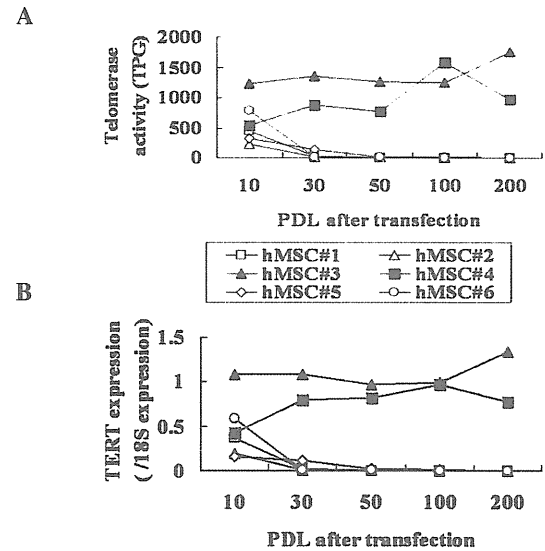 A
Telomerase
activity (TPG)
2000
1500
1000
500
0
10 30 50 100 200
PDL after transfection
hMSC#1 hMSC#2
hMSC#3 hMSC#4
hMSC#5 hMSC#6
B
TERT expression
( /18S expression)
1.5
1
0.5
0
10 30 50 100 200
PDL after transfection